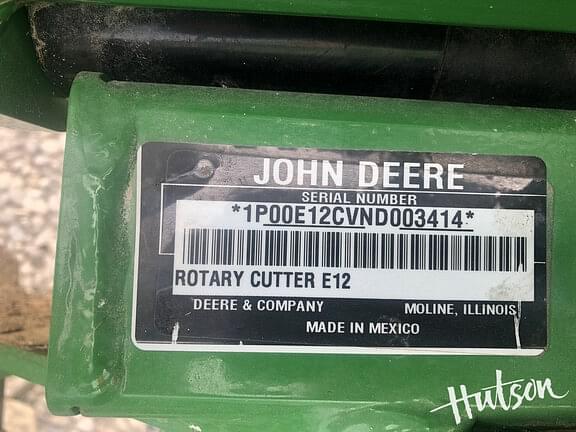 JOHN DEERE
SERIAL NUMBER
*1P00E12CVND003414*
ROTARY CUTTER E12
DEERE & COMPANY MOLINE, ILLINOIS
MADE IN MEXICO
Hutson